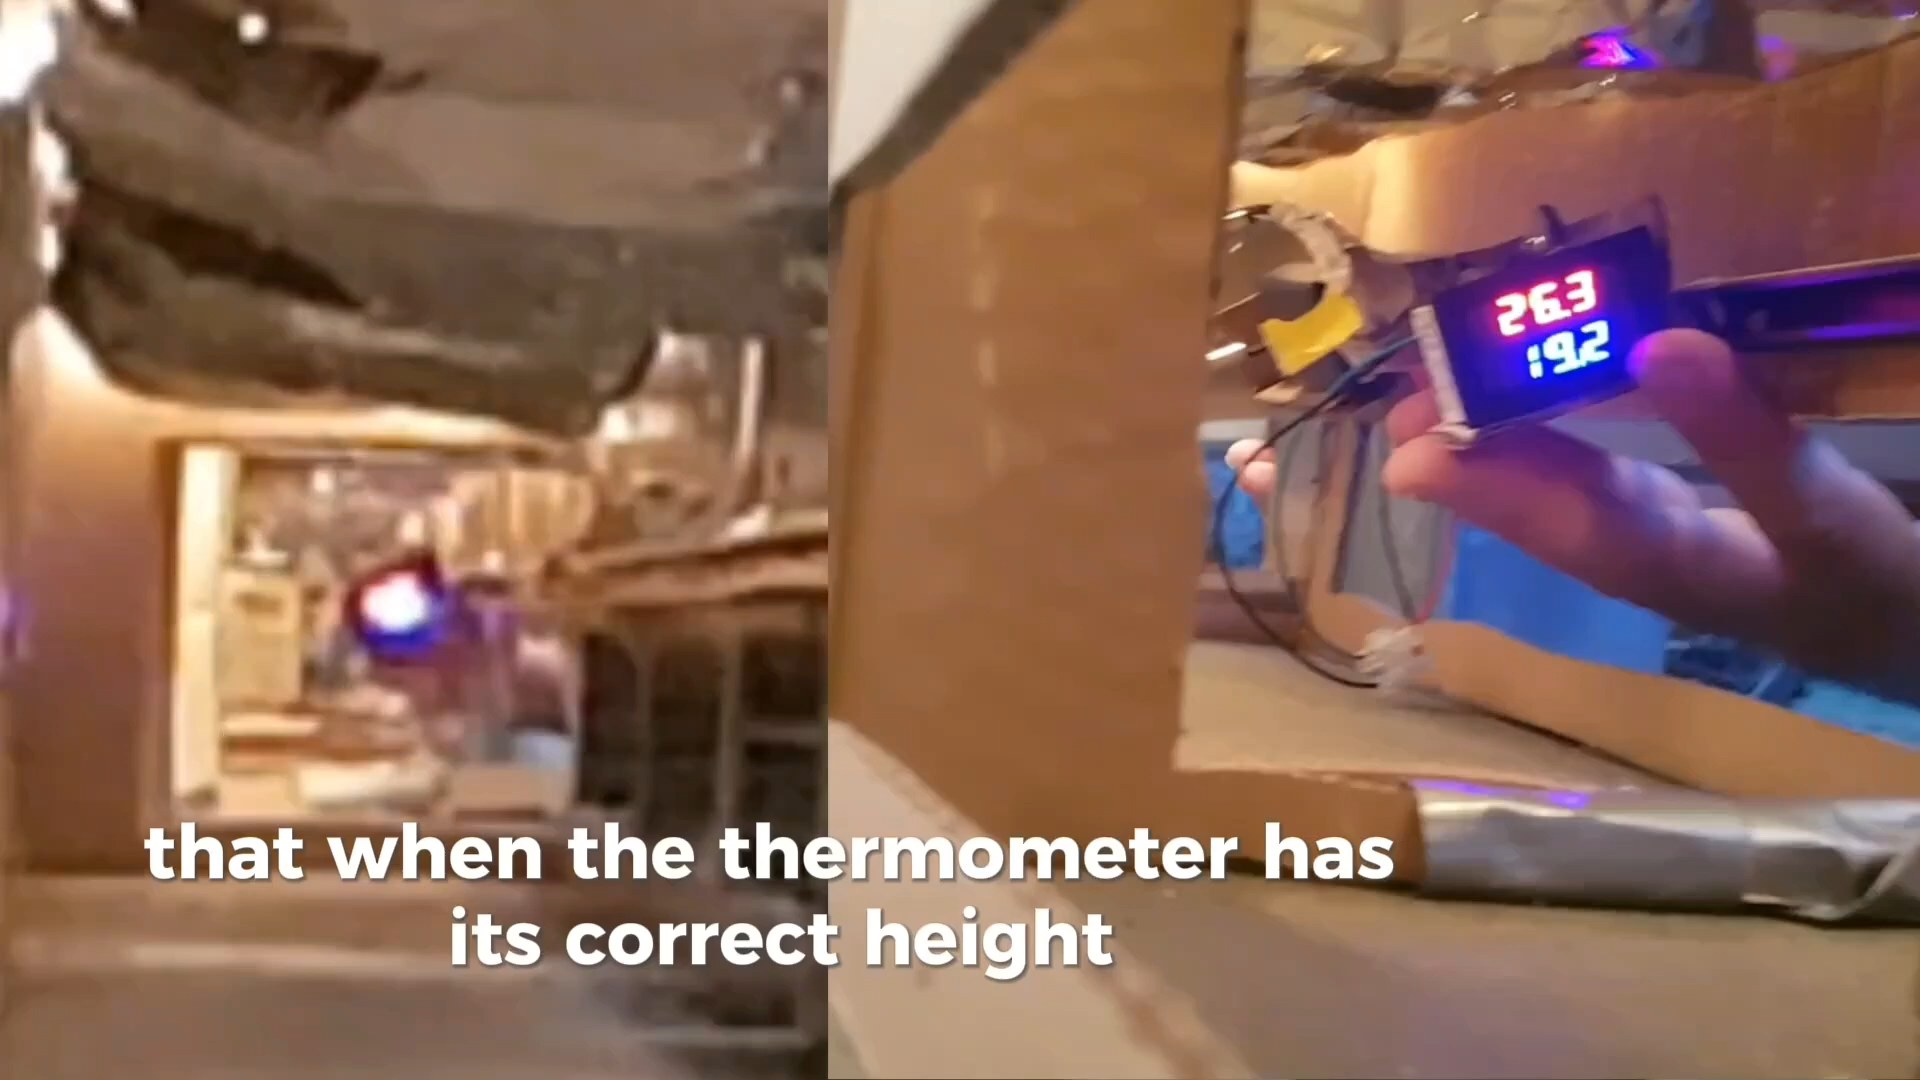 26.3
19.2
that when the thermometer has
its correct height